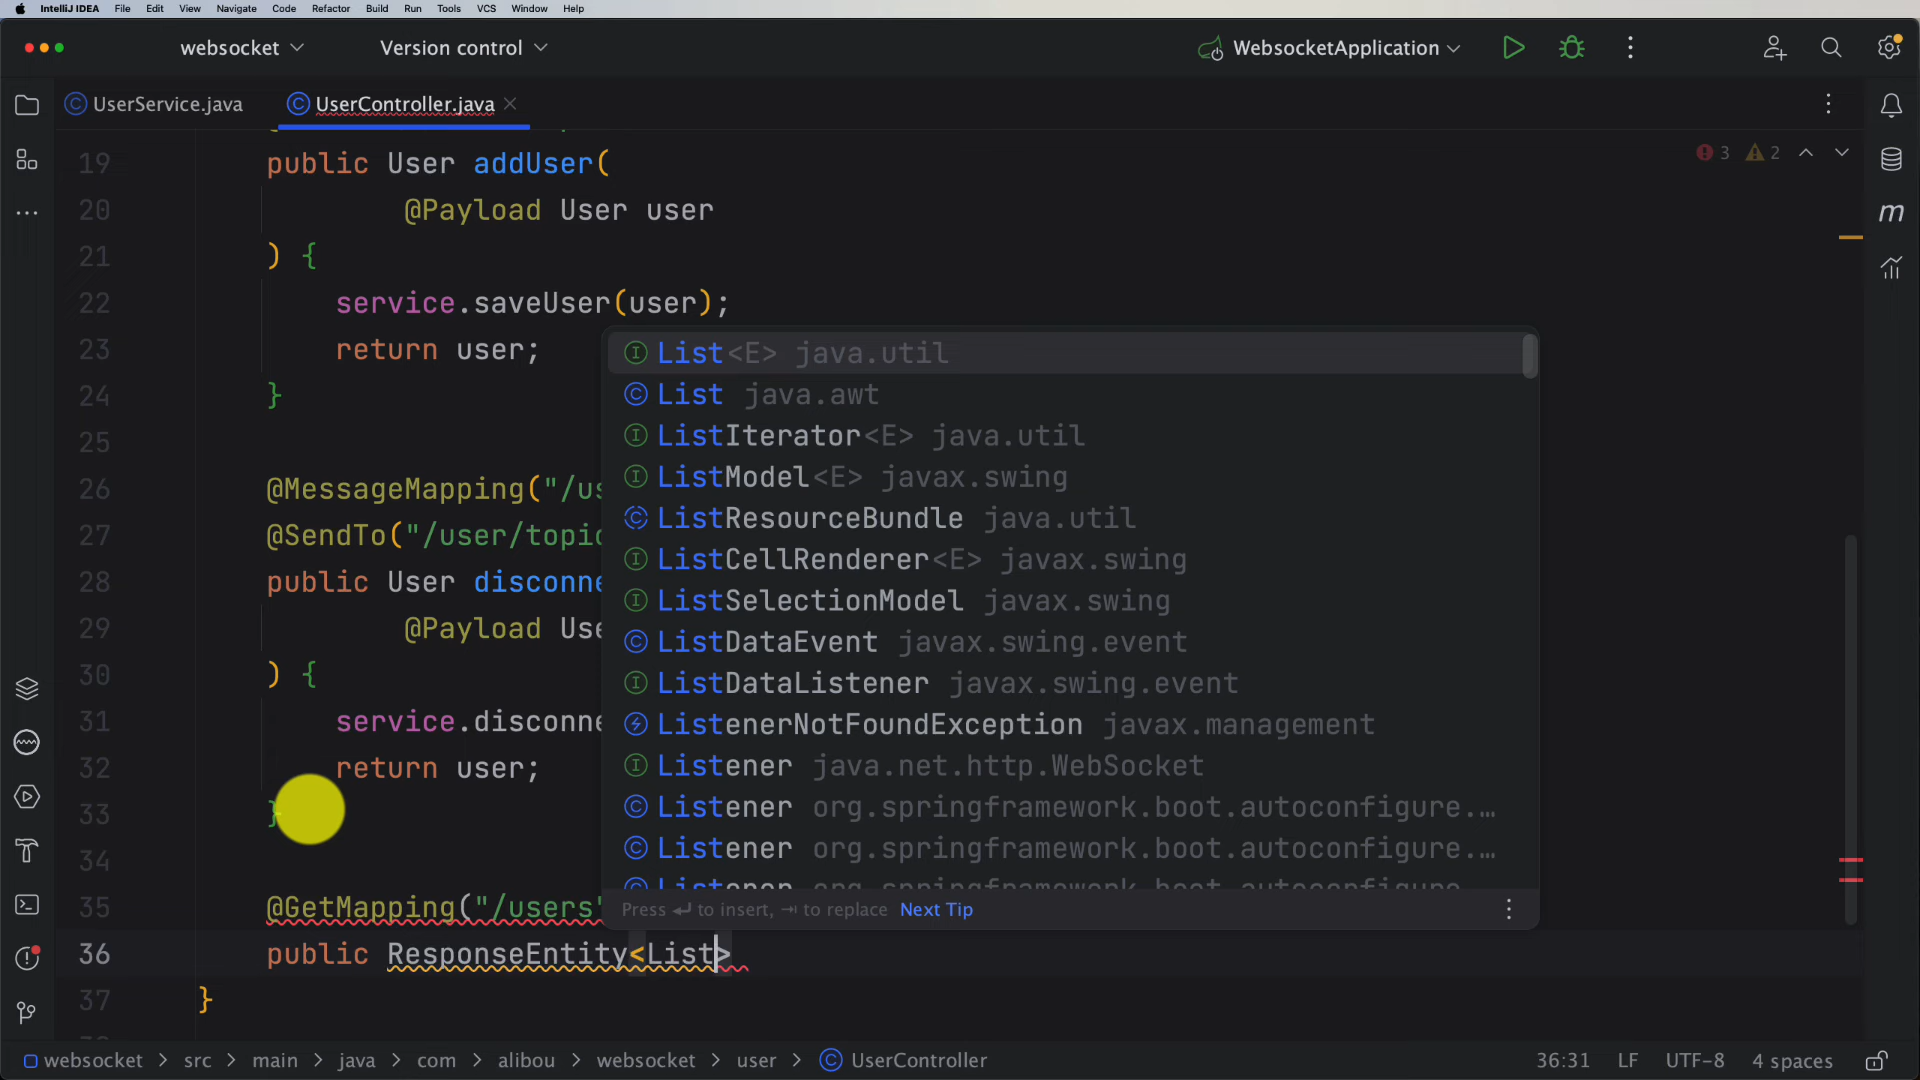 IntelliJ IDEA File Edit View Navigate Code Refactor Build Run Tools VCS Window Help
websocket Version control WebsocketApplication
UserService.java UserController.java
3 2
19 public User addUser(
20 @Payload User user
21 ) {
22 service.saveUser(user);
23 return user;
24 }
25
26 @MessageMapping("/us
27 @SendTo("/user/topic
28 public User disconne
29 @Payload Use
30 ) {
31 service.disconne
32 return user;
33 }
34
35 @GetMapping("/users"
36 public ResponseEntity<List>
37 }
List<E> java.util
List java.awt
ListIterator<E> java.util
ListModel<E> javax.swing
ListResourceBundle java.util
ListCellRenderer<E> javax.swing
ListSelectionModel javax.swing
ListDataEvent javax.swing.event
ListDataListener javax.swing.event
ListenerNotFoundException javax.management
Listener java.net.http.WebSocket
Listener org.springframework.boot.autoconfigure.…
Listener org.springframework.boot.autoconfigure.…
Listener org.springframework.boot.autoconfigure.
Press ↵ to insert, ⇥ to replace Next Tip
websocket > src > main > java > com > alibou > websocket > user > UserController
36:31 LF UTF-8 4 spaces